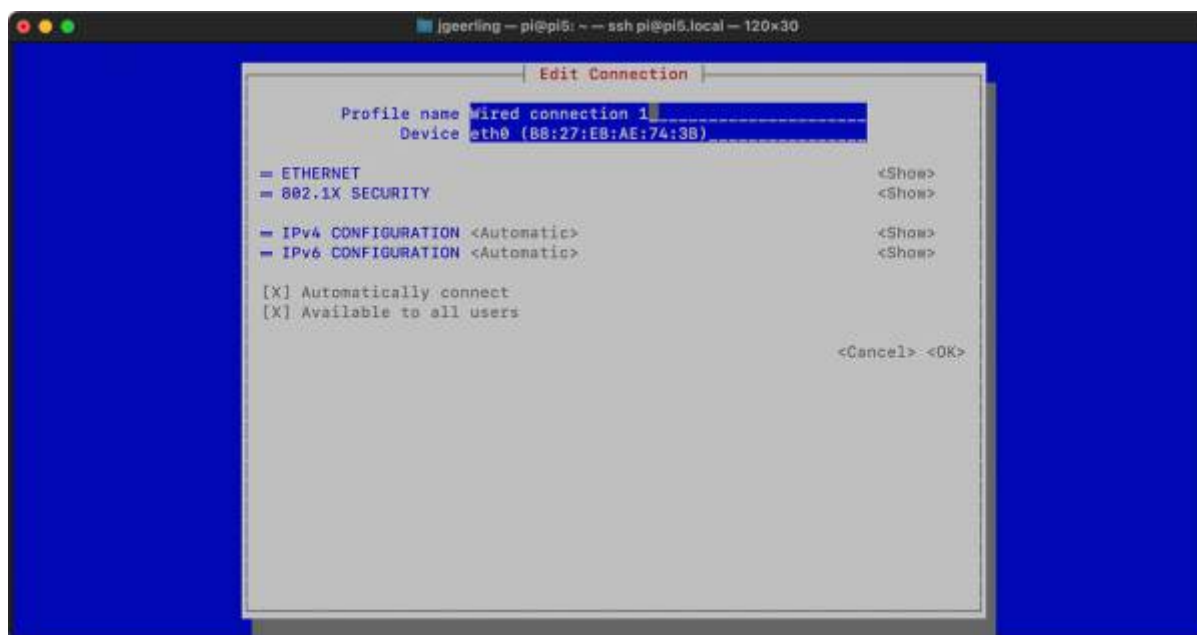 jgeerling — pi@pi5: ~ — ssh pi@pi5.local — 120×30
Edit Connection
Profile name Wired connection 1
Device eth0 (B8:27:EB:AE:74:3B)
= ETHERNET <Show>
= 802.1X SECURITY <Show>
= IPv4 CONFIGURATION <Automatic> <Show>
= IPv6 CONFIGURATION <Automatic> <Show>
[X] Automatically connect
[X] Available to all users
<Cancel> <OK>